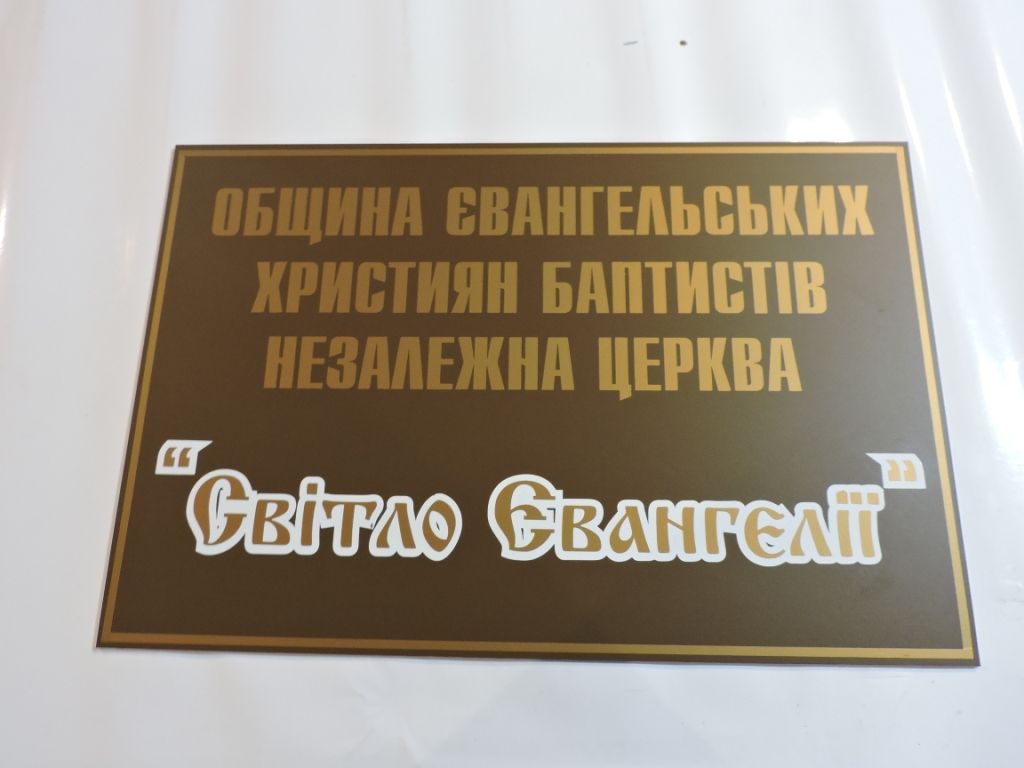 ОБЩИНА ЄВАНГЕЛЬСЬКИХ
ХРИСТИЯН БАПТИСТІВ
НЕЗАЛЕЖНА ЦЕРКВА
“Світло Євангелії”